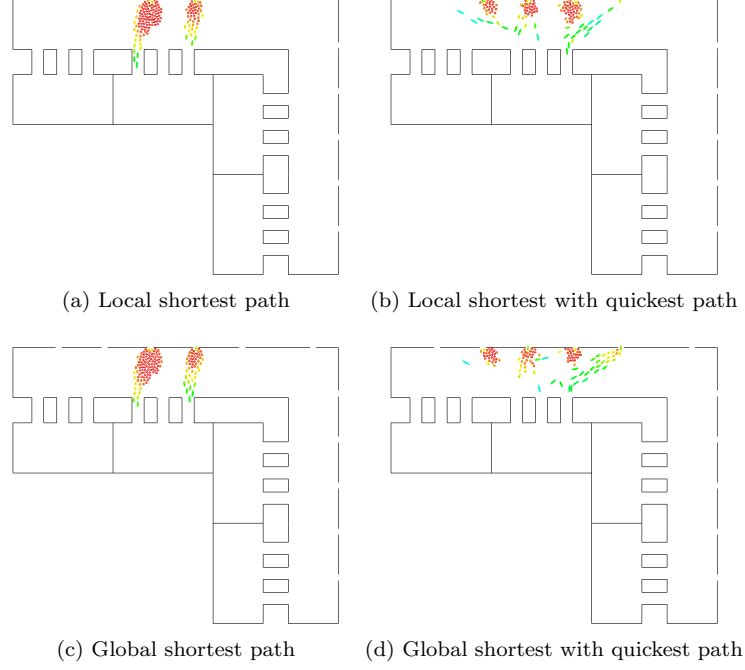 (a) Local shortest path
(b) Local shortest with quickest path
(c) Global shortest path
(d) Global shortest with quickest path